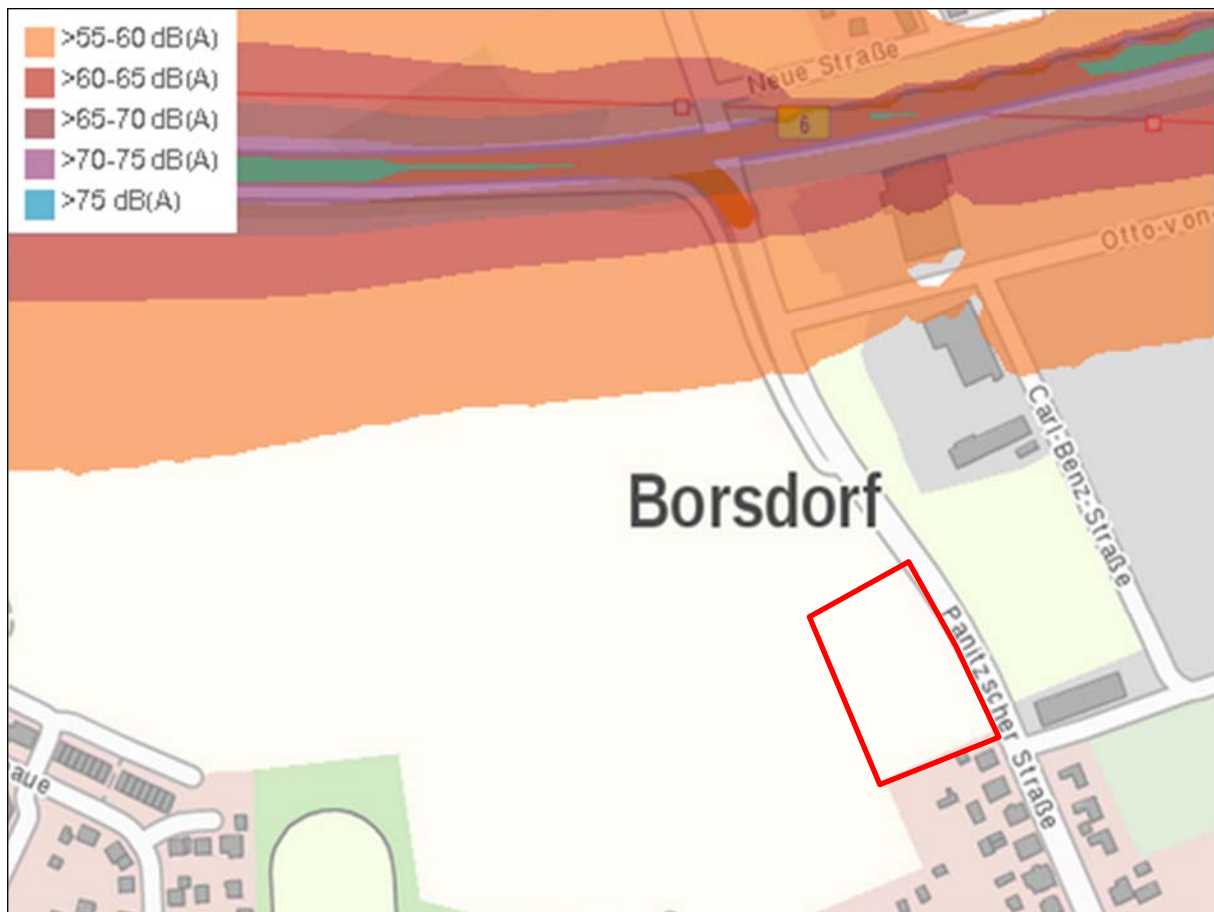 >55-60 dB(A)
>60-65 dB(A)
>65-70 dB(A)
>70-75 dB(A)
>75 dB(A)
Neue Straße
6
Otto-von-
Carl-Benz-Straße
Borsdorf
Panitzscher Straße
aue